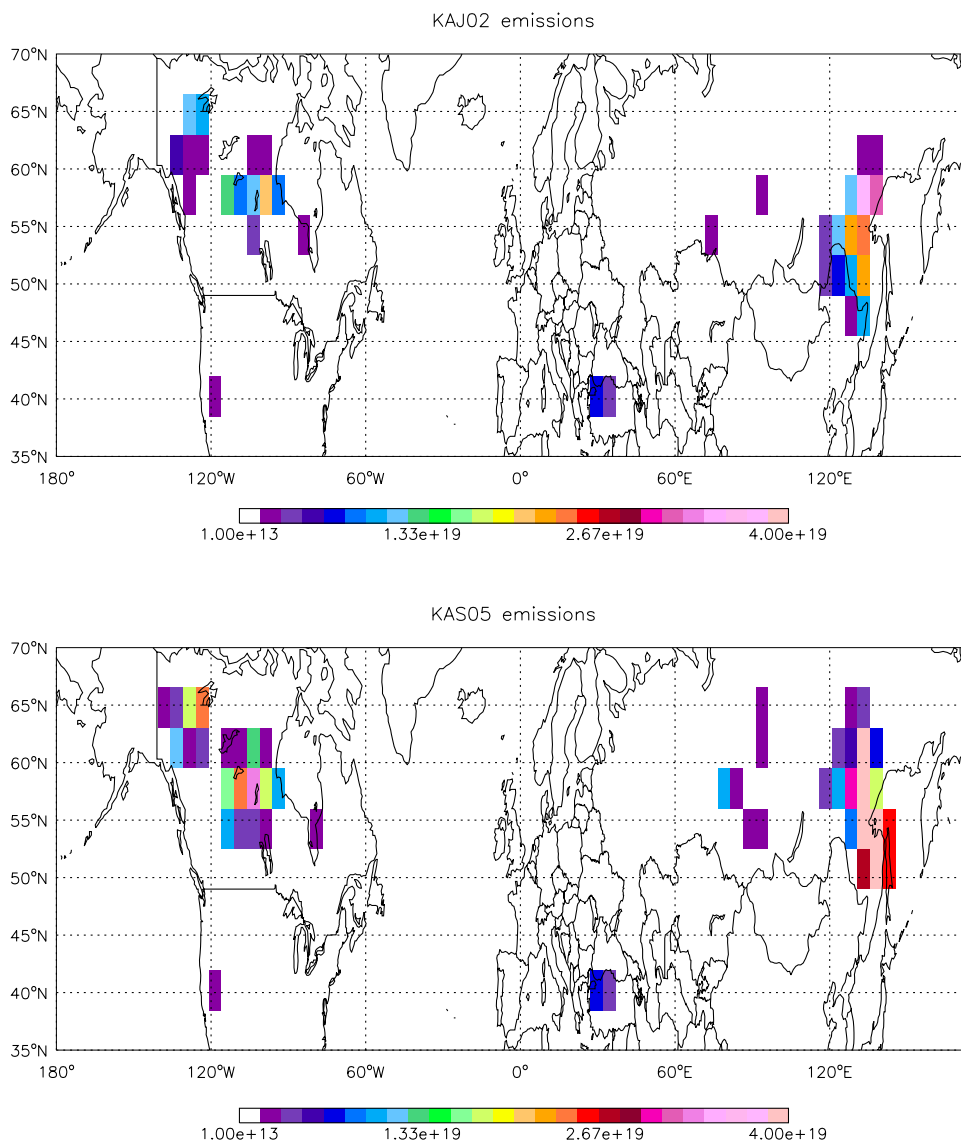 KAJ02 emissions
70°N
65°N
60°N
55°N
50°N
45°N
40°N
35°N
180° 120°W 60°W 0° 60°E 120°E
1.00e+13 1.33e+19 2.67e+19 4.00e+19
KAS05 emissions
70°N
65°N
60°N
55°N
50°N
45°N
40°N
35°N
180° 120°W 60°W 0° 60°E 120°E
1.00e+13 1.33e+19 2.67e+19 4.00e+19